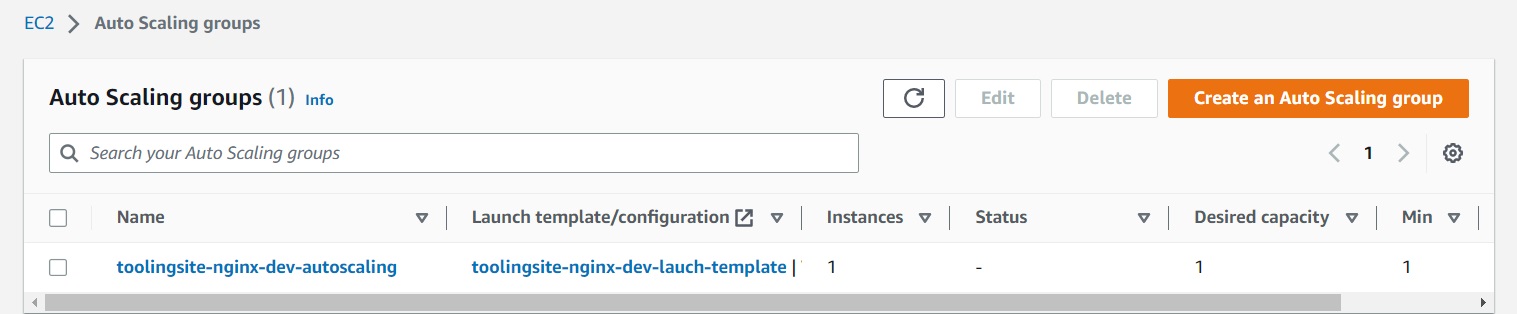 EC2 Auto Scaling groups
Auto Scaling groups (1) Info
Edit
Delete
Create an Auto Scaling group
Search your Auto Scaling groups
1
Name Launch template/configuration Instances Status Desired capacity Min
toolingsite-nginx-dev-autoscaling toolingsite-nginx-dev-lauch-template | 1 - 1 1